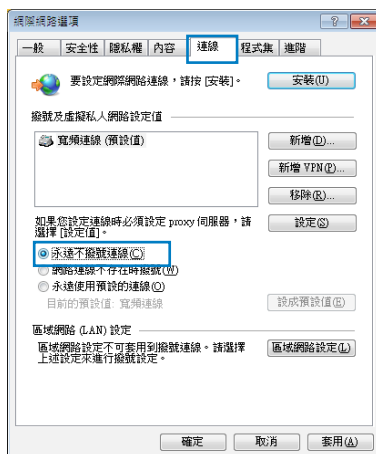 網際網路選項
一般 安全性 隱私權 內容 連線 程式集 進階
要設定網際網路連線，請按 [安裝]。 安裝(U)
撥號及虛擬私人網路設定值
寬頻連線 (預設值) 新增(D)...
新增 VPN(P)...
移除(R)...
如果您設定連線時必須設定 proxy 伺服器，請 設定(S)
選擇 [設定值]。
永遠不撥號連線(C)
網路連線不存在時撥號(W)
永遠使用預設的連線(O)
目前的預設值: 寬頻連線 設成預設值(E)
區域網路 (LAN) 設定
區域網路設定不可套用到撥號連線。請選擇 區域網路設定(L)
上述設定來進行撥號設定。
確定 取消 套用(A)